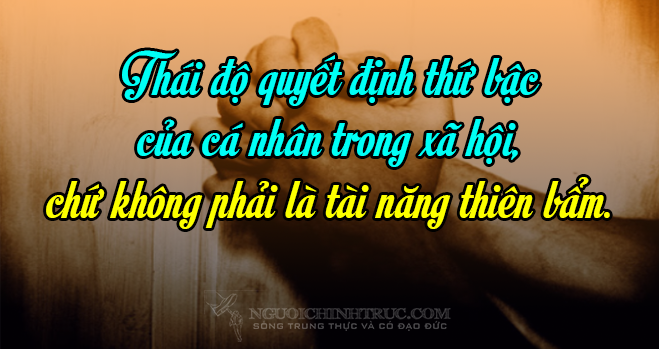 Thái độ quyết định thứ bậc
của cá nhân trong xã hội,
chứ không phải là tài năng thiên bẩm.
NGUOICHINHTRUC.COM
SỐNG TRUNG THỰC VÀ CÓ ĐẠO ĐỨC